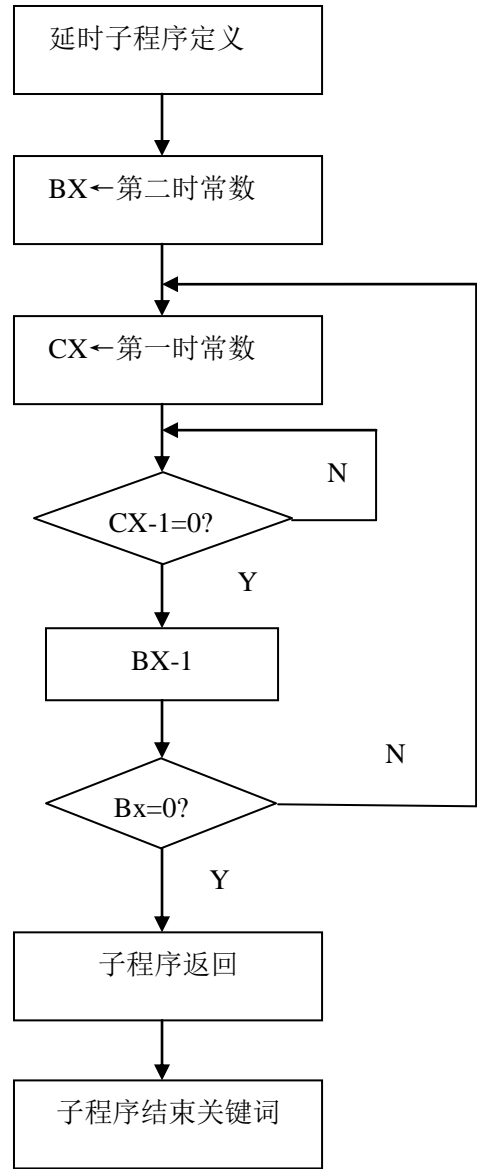 延时子程序定义
BX←第二时常数
CX←第一时常数
N
CX-1=0?
Y
BX-1
N
Bx=0?
Y
子程序返回
子程序结束关键词